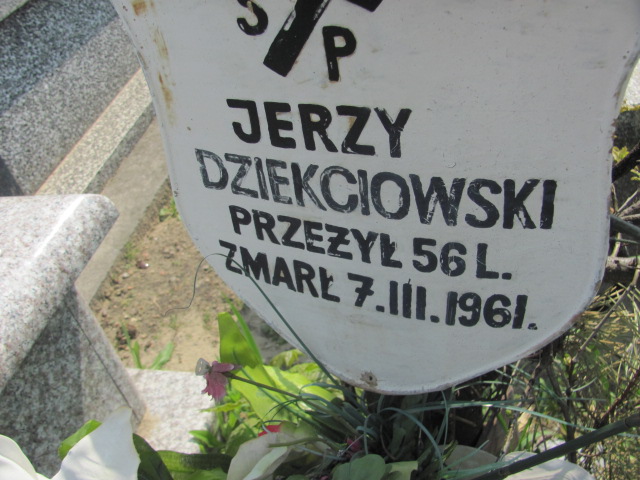 S P
JERZY
DZIEKCIOWSKI
PRZEŻYŁ 56 L.
ZMARŁ 7.III.1961.